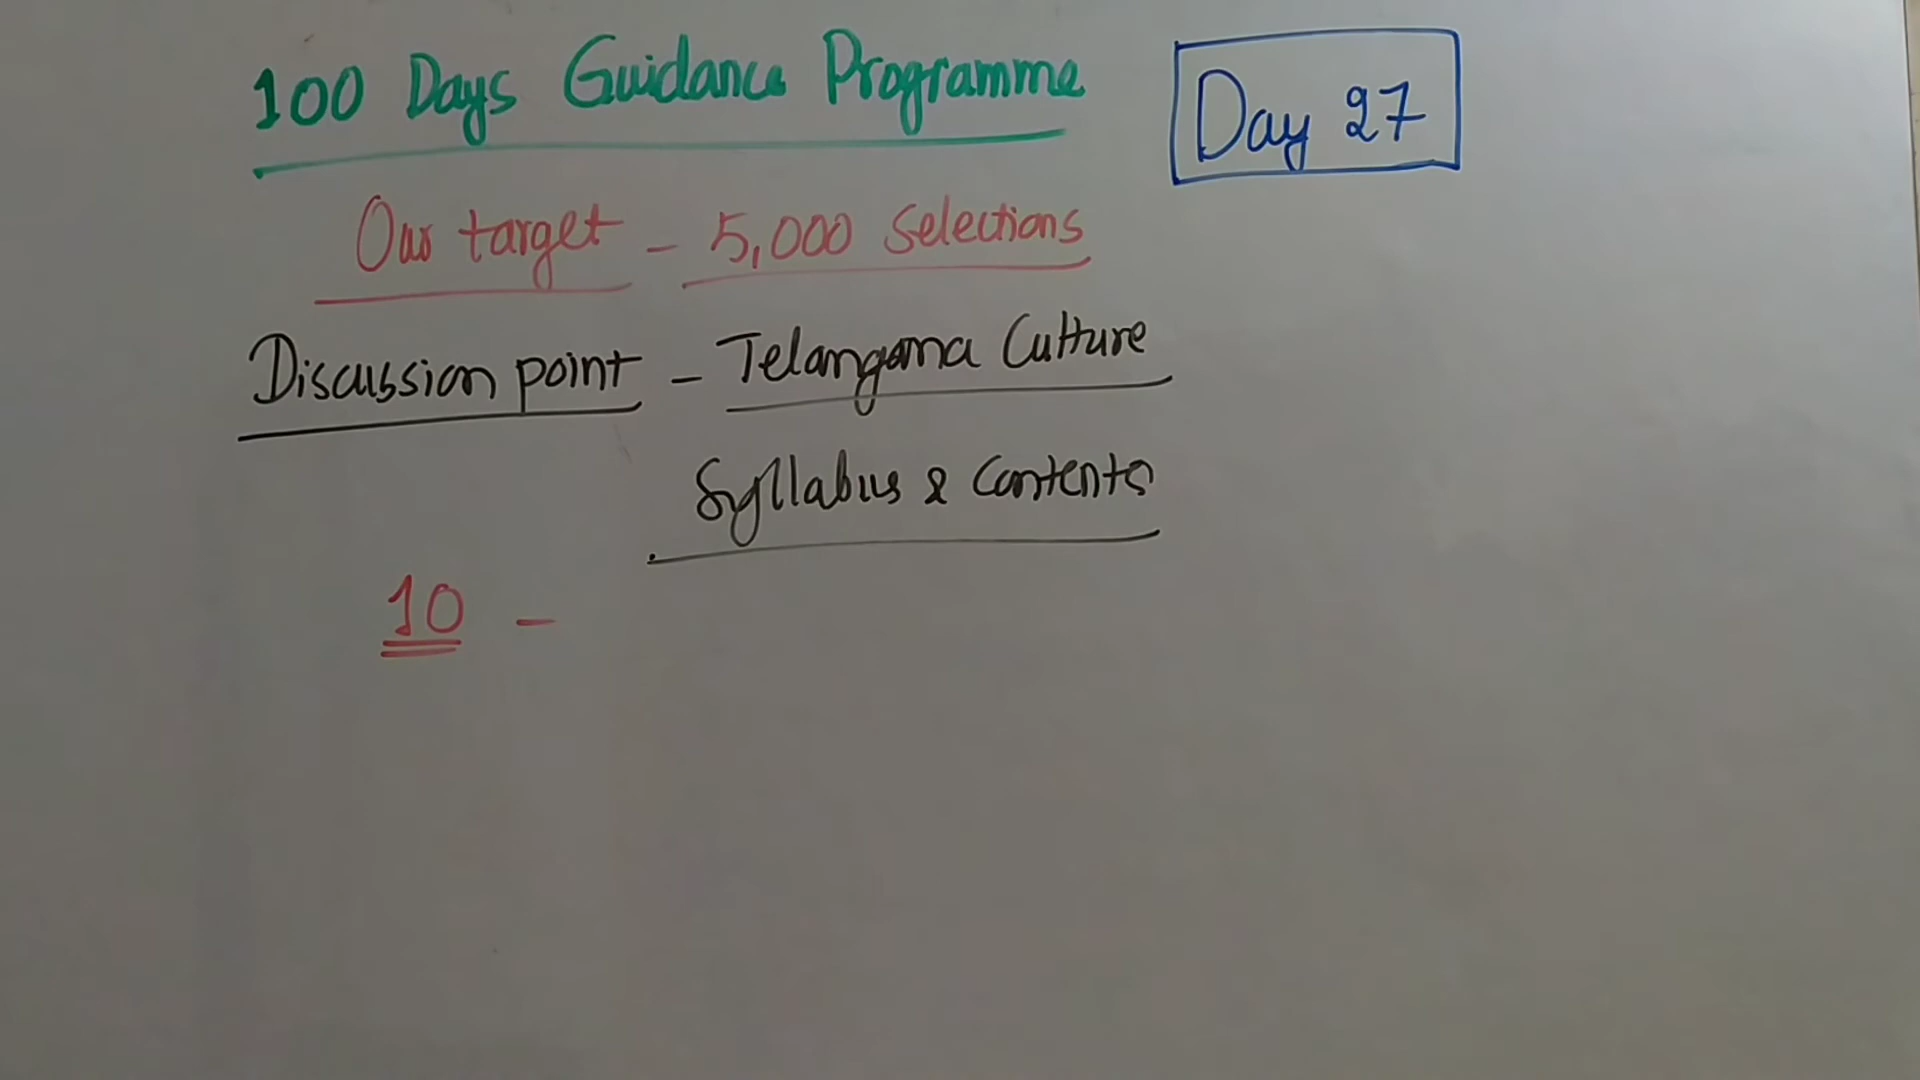 100 Days Guidance Programme
Day 27
Our target - 5,000 Selections
Discussion point - Telangana Culture
Syllabus & Contents
10 -